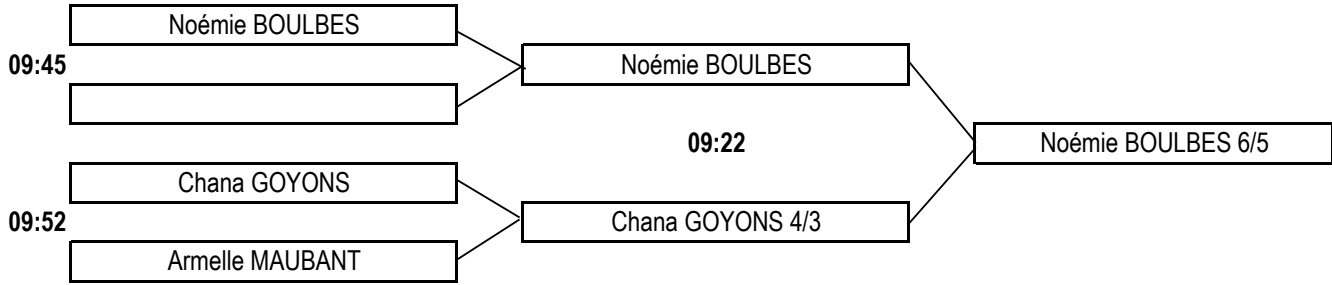 Noémie BOULBES
09:45
Noémie BOULBES
09:22
Noémie BOULBES 6/5
Chana GOYONS
09:52
Chana GOYONS 4/3
Armelle MAUBANT